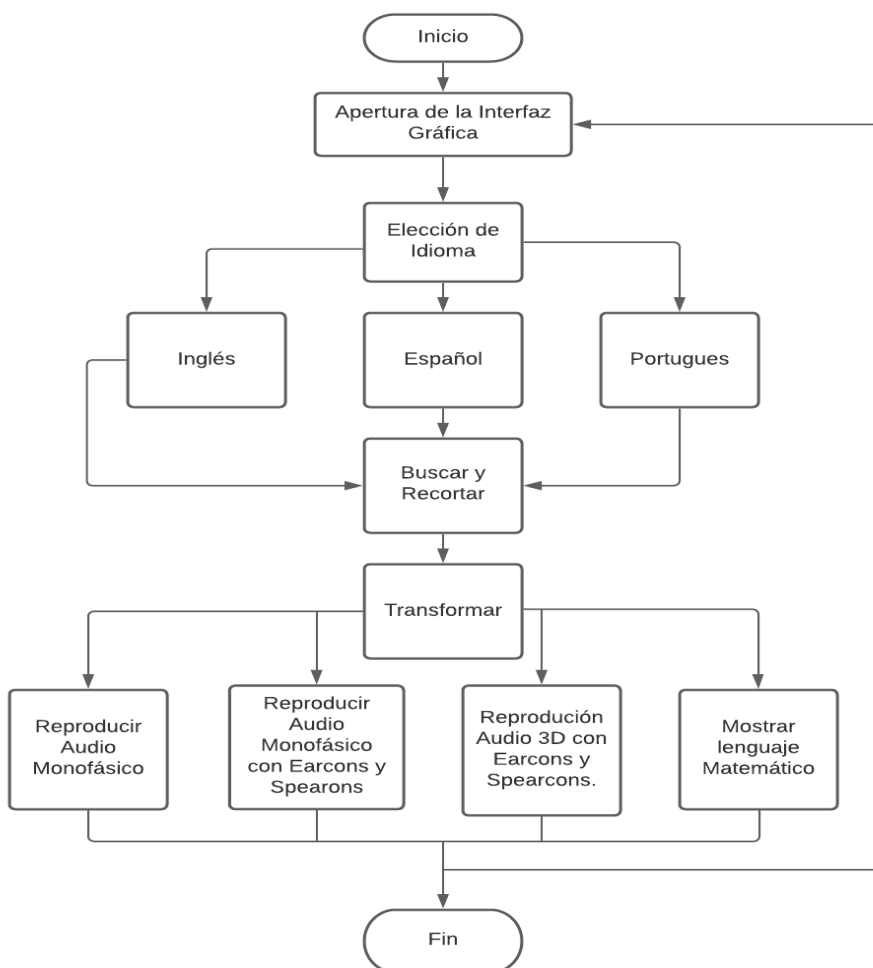 Inicio
Apertura de la Interfaz
Gráfica
Elección de
Idioma
Inglés
Español
Portugues
Buscar y
Recortar
Transformar
Reproducir
Audio
Monofásico
Reproducir
Audio
Monofásico
con Earcons y
Spearons
Reprodución
Audio 3D con
Earcons y
Spearcons.
Mostrar
lenguaje
Matemático
Fin